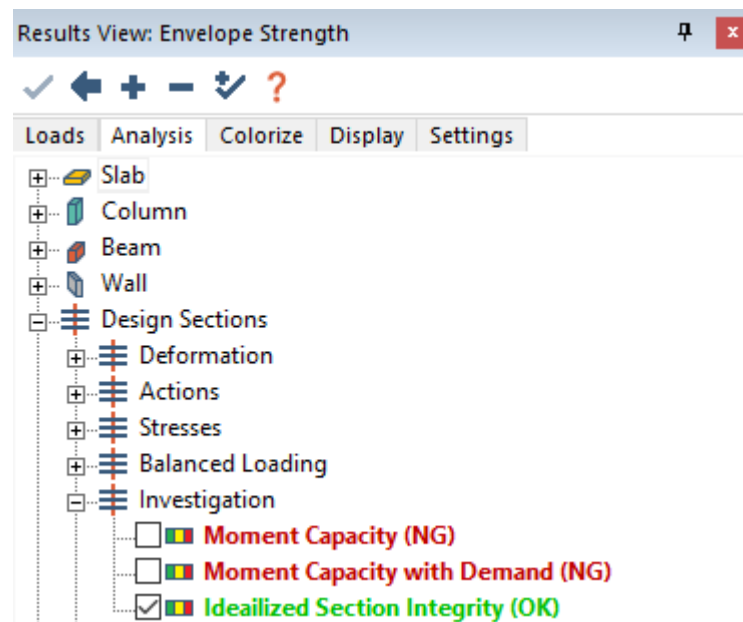 Results View: Envelope Strength
Loads Analysis Colorize Display Settings
Slab
Column
Beam
Wall
Design Sections
Deformation
Actions
Stresses
Balanced Loading
Investigation
Moment Capacity (NG)
Moment Capacity with Demand (NG)
Ideailized Section Integrity (OK)